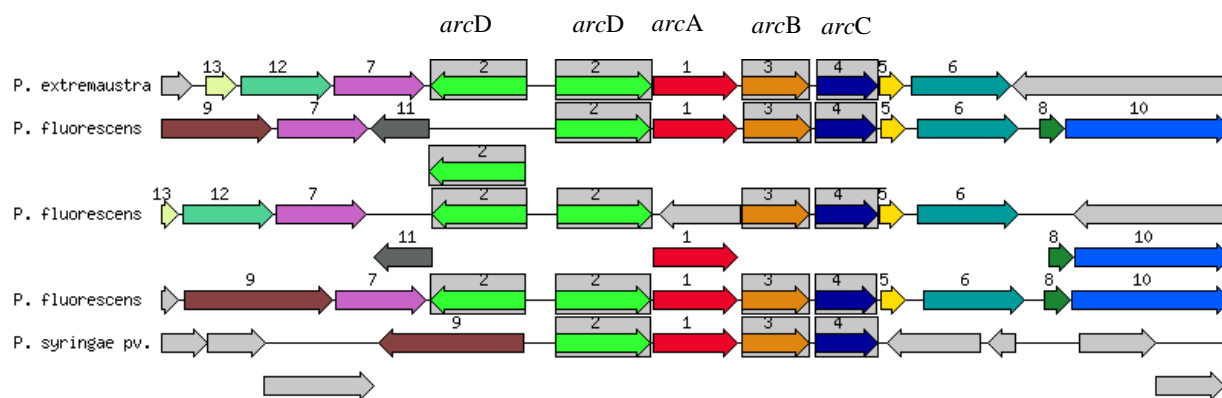 arcD arcD arcA arcB arcC
13 12 7 2 2 1 3 4 5 6
P. extremaustra
9 7 11 2 1 3 4 5 6 8 10
P. fluorescens
2
13 12 7 2 2 3 4 5 6
P. fluorescens
11 1 8 10
9 7 2 2 1 3 4 5 6 8 10
P. fluorescens
9 2 1 3 4
P. syringae pv.